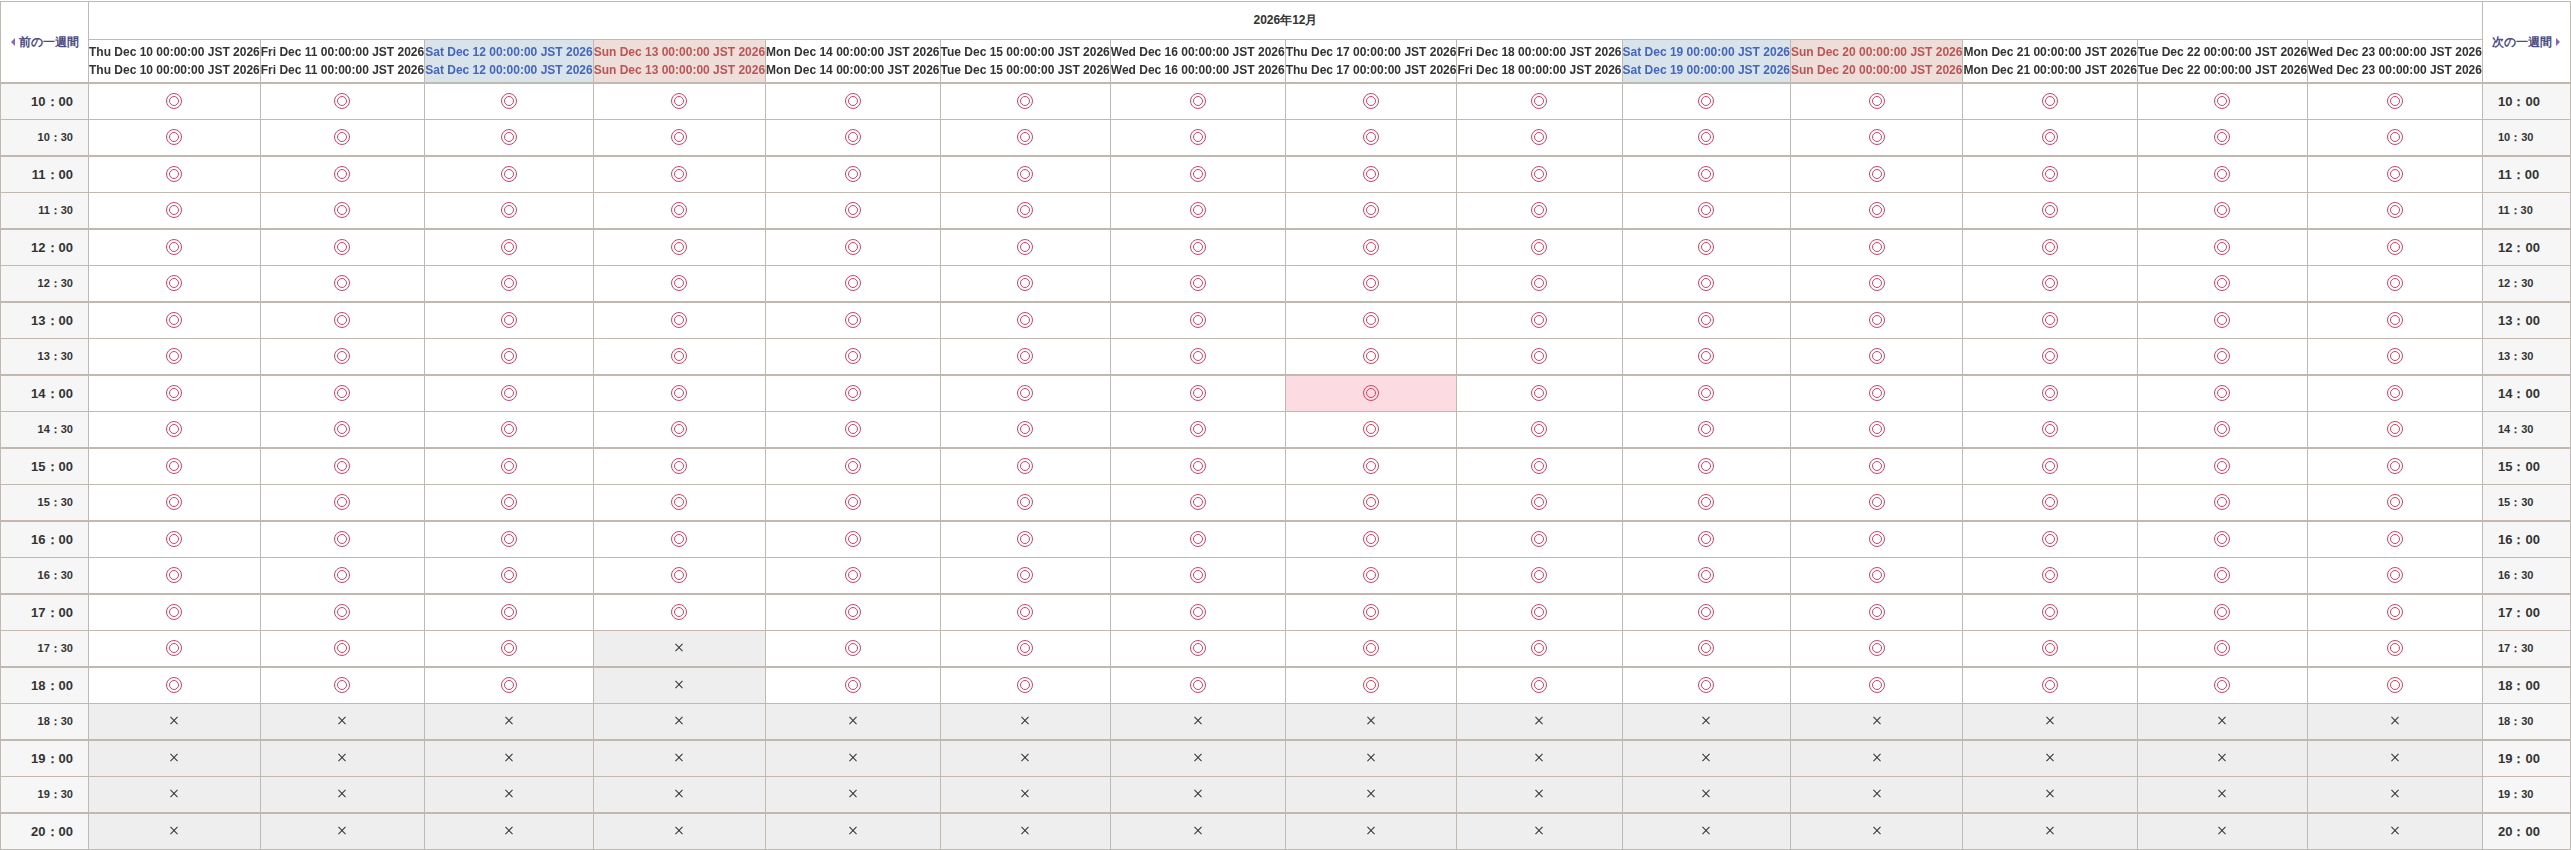 2026年12月
前の一週間 次の一週間
Thu Dec 10 00:00:00 JST 2026 Fri Dec 11 00:00:00 JST 2026 Sat Dec 12 00:00:00 JST 2026 Sun Dec 13 00:00:00 JST 2026 Mon Dec 14 00:00:00 JST 2026 Tue Dec 15 00:00:00 JST 2026 Wed Dec 16 00:00:00 JST 2026 Thu Dec 17 00:00:00 JST 2026 Fri Dec 18 00:00:00 JST 2026 Sat Dec 19 00:00:00 JST 2026 Sun Dec 20 00:00:00 JST 2026 Mon Dec 21 00:00:00 JST 2026 Tue Dec 22 00:00:00 JST 2026 Wed Dec 23 00:00:00 JST 2026
Thu Dec 10 00:00:00 JST 2026 Fri Dec 11 00:00:00 JST 2026 Sat Dec 12 00:00:00 JST 2026 Sun Dec 13 00:00:00 JST 2026 Mon Dec 14 00:00:00 JST 2026 Tue Dec 15 00:00:00 JST 2026 Wed Dec 16 00:00:00 JST 2026 Thu Dec 17 00:00:00 JST 2026 Fri Dec 18 00:00:00 JST 2026 Sat Dec 19 00:00:00 JST 2026 Sun Dec 20 00:00:00 JST 2026 Mon Dec 21 00:00:00 JST 2026 Tue Dec 22 00:00:00 JST 2026 Wed Dec 23 00:00:00 JST 2026
10：00 ◎ ◎ ◎ ◎ ◎ ◎ ◎ ◎ ◎ ◎ ◎ ◎ ◎ ◎ 10：00
10：30 ◎ ◎ ◎ ◎ ◎ ◎ ◎ ◎ ◎ ◎ ◎ ◎ ◎ ◎ 10：30
11：00 ◎ ◎ ◎ ◎ ◎ ◎ ◎ ◎ ◎ ◎ ◎ ◎ ◎ ◎ 11：00
11：30 ◎ ◎ ◎ ◎ ◎ ◎ ◎ ◎ ◎ ◎ ◎ ◎ ◎ ◎ 11：30
12：00 ◎ ◎ ◎ ◎ ◎ ◎ ◎ ◎ ◎ ◎ ◎ ◎ ◎ ◎ 12：00
12：30 ◎ ◎ ◎ ◎ ◎ ◎ ◎ ◎ ◎ ◎ ◎ ◎ ◎ ◎ 12：30
13：00 ◎ ◎ ◎ ◎ ◎ ◎ ◎ ◎ ◎ ◎ ◎ ◎ ◎ ◎ 13：00
13：30 ◎ ◎ ◎ ◎ ◎ ◎ ◎ ◎ ◎ ◎ ◎ ◎ ◎ ◎ 13：30
14：00 ◎ ◎ ◎ ◎ ◎ ◎ ◎ ◎ ◎ ◎ ◎ ◎ ◎ ◎ 14：00
14：30 ◎ ◎ ◎ ◎ ◎ ◎ ◎ ◎ ◎ ◎ ◎ ◎ ◎ ◎ 14：30
15：00 ◎ ◎ ◎ ◎ ◎ ◎ ◎ ◎ ◎ ◎ ◎ ◎ ◎ ◎ 15：00
15：30 ◎ ◎ ◎ ◎ ◎ ◎ ◎ ◎ ◎ ◎ ◎ ◎ ◎ ◎ 15：30
16：00 ◎ ◎ ◎ ◎ ◎ ◎ ◎ ◎ ◎ ◎ ◎ ◎ ◎ ◎ 16：00
16：30 ◎ ◎ ◎ ◎ ◎ ◎ ◎ ◎ ◎ ◎ ◎ ◎ ◎ ◎ 16：30
17：00 ◎ ◎ ◎ ◎ ◎ ◎ ◎ ◎ ◎ ◎ ◎ ◎ ◎ ◎ 17：00
17：30 ◎ ◎ ◎ × ◎ ◎ ◎ ◎ ◎ ◎ ◎ ◎ ◎ ◎ 17：30
18：00 ◎ ◎ ◎ × ◎ ◎ ◎ ◎ ◎ ◎ ◎ ◎ ◎ ◎ 18：00
18：30 × × × × × × × × × × × × × × 18：30
19：00 × × × × × × × × × × × × × × 19：00
19：30 × × × × × × × × × × × × × × 19：30
20：00 × × × × × × × × × × × × × × 20：00